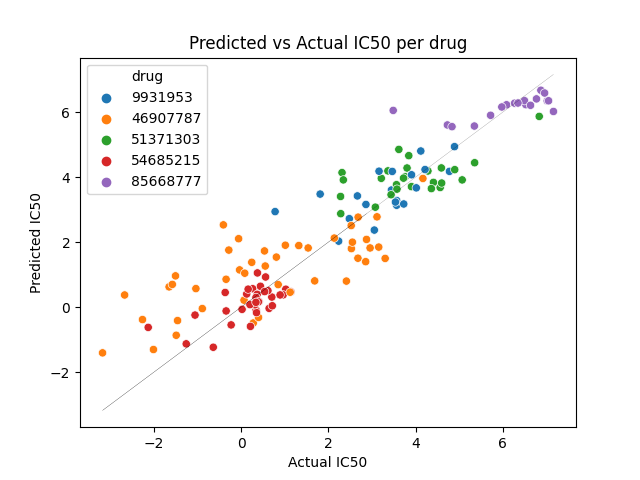 Predicted vs Actual IC50 per drug
drug
9931953
46907787
51371303
54685215
85668777
Predicted IC50
6
4
2
0
−2
−2 0 2 4 6
Actual IC50